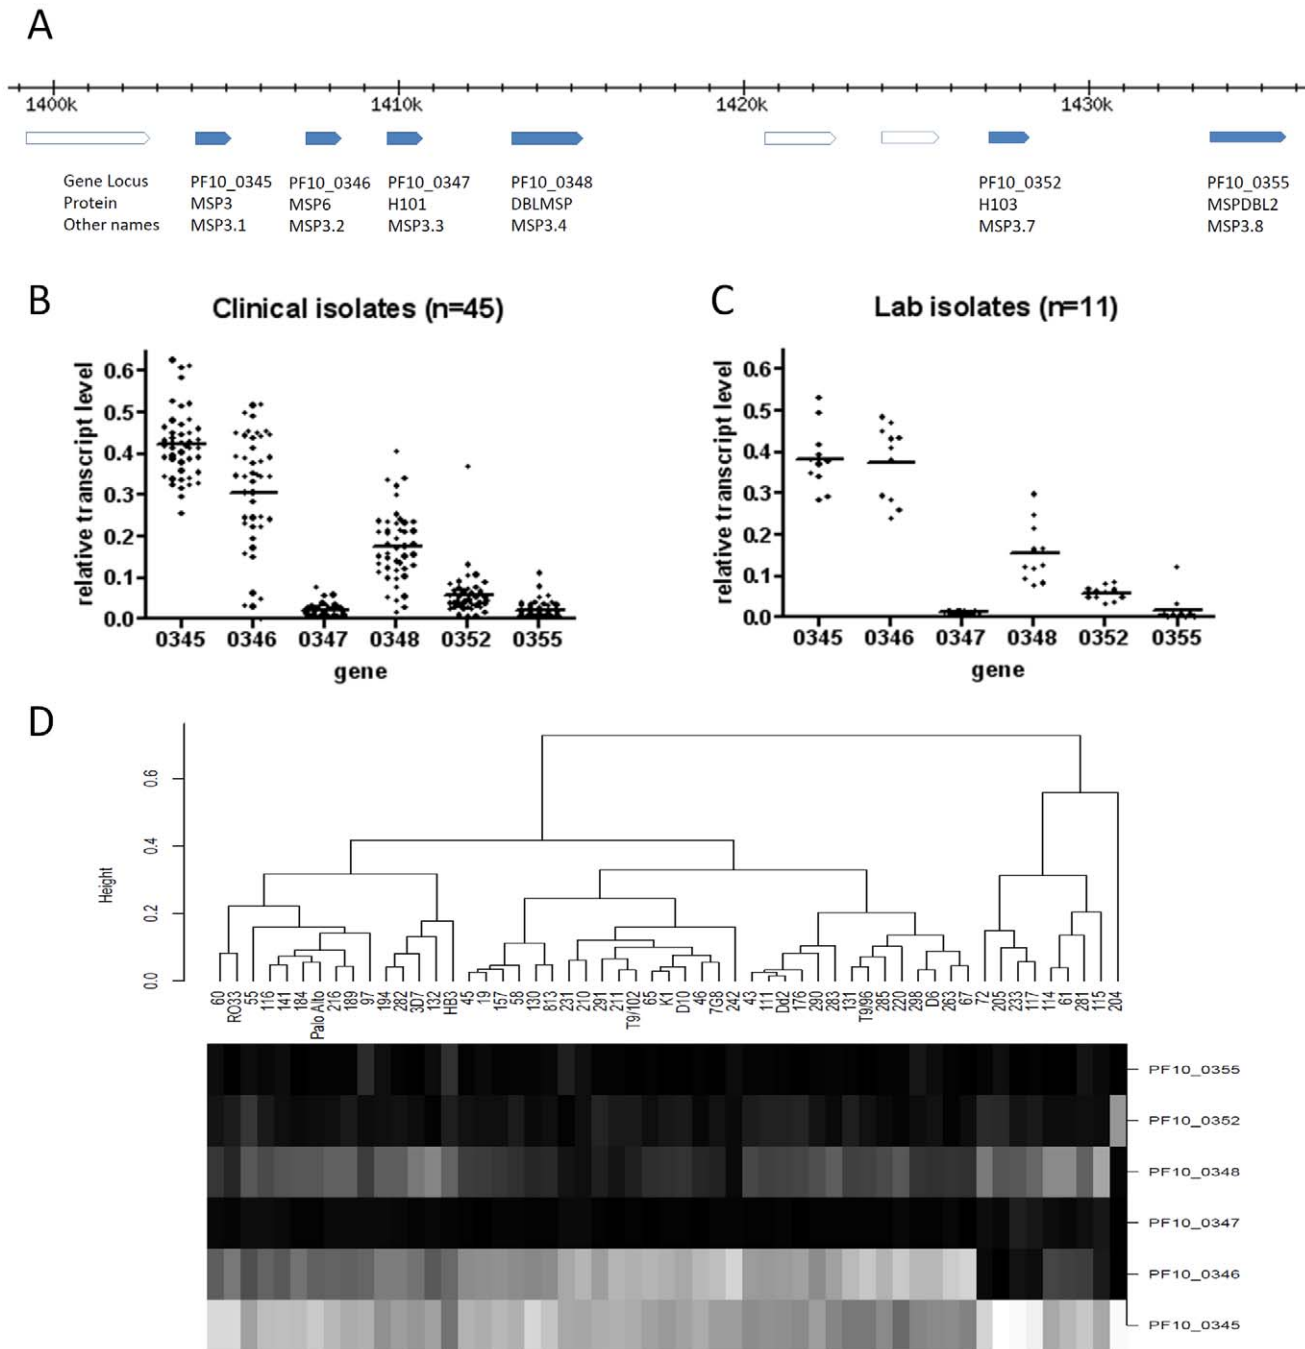 A
1400k 1410k 1420k 1430k
Gene Locus PF10_0345 PF10_0346 PF10_0347 PF10_0348 PF10_0352 PF10_0355
Protein MSP3 MSP6 H101 DBLMSP H103 MSPDBL2
Other names MSP3.1 MSP3.2 MSP3.3 MSP3.4 MSP3.7 MSP3.8
B
Clinical isolates (n=45)
relative transcript level
0.6
0.5
0.4
0.3
0.2
0.1
0.0
0345 0346 0347 0348 0352 0355
gene
C
Lab isolates (n=11)
relative transcript level
0.6
0.5
0.4
0.3
0.2
0.1
0.0
0345 0346 0347 0348 0352 0355
gene
D
Height
0.6
0.4
0.2
0.0
60 RO33 55 116 141 184 Palo Alto 216 189 97 194 282 3D7 132 HB3 45 19 157 58 130 813 231 210 291 211 T9/102 65 K1 D10 46 7G8 242 43 111 Dd2 176 290 283 131 T9/96 285 220 298 D6 263 67 72 205 233 117 114 61 281 115 204
PF10_0355
PF10_0352
PF10_0348
PF10_0347
PF10_0346
PF10_0345